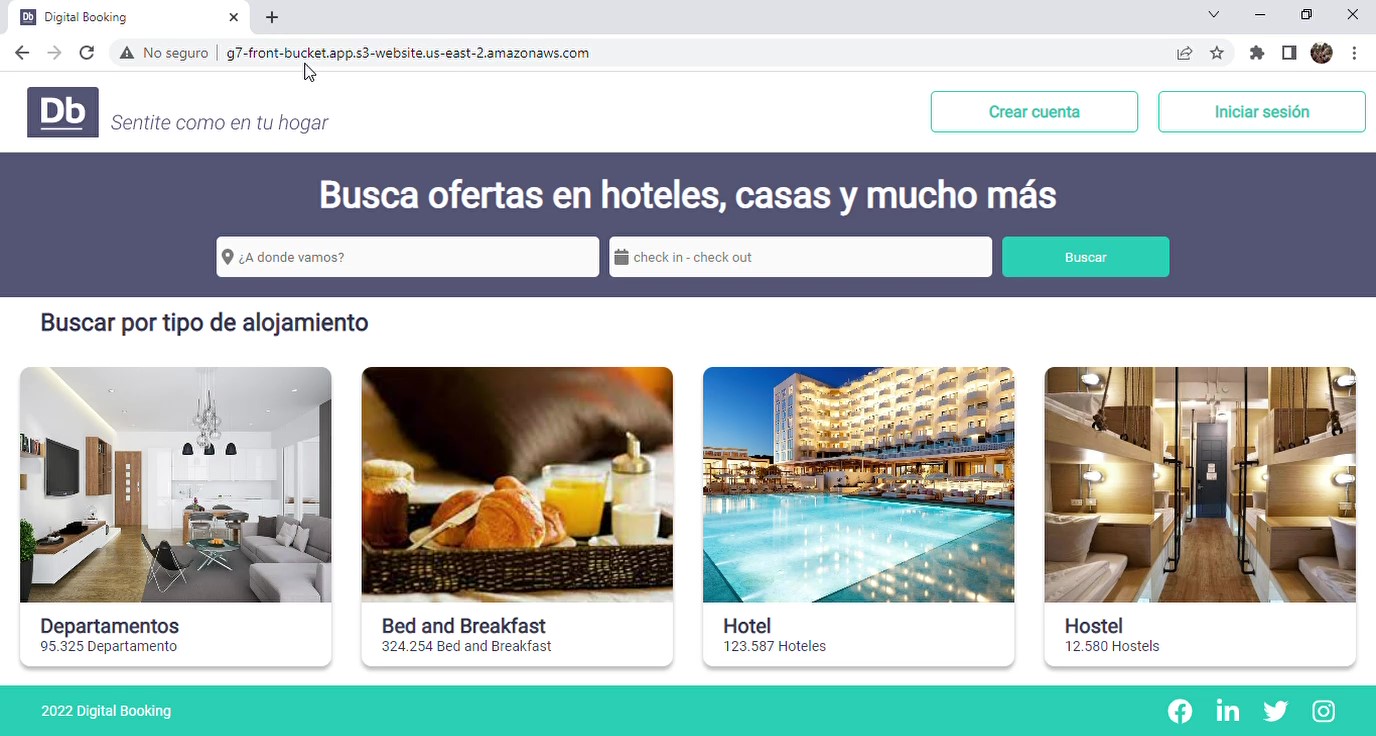 Db Digital Booking
No seguro g7-front-bucket.app.s3-website.us-east-2.amazonaws.com
Db Sentite como en tu hogar
Crear cuenta
Iniciar sesión
Busca ofertas en hoteles, casas y mucho más
¿A donde vamos?
check in - check out
Buscar
Buscar por tipo de alojamiento
Departamentos
95.325 Departamento
Bed and Breakfast
324.254 Bed and Breakfast
Hotel
123.587 Hoteles
Hostel
12.580 Hostels
2022 Digital Booking